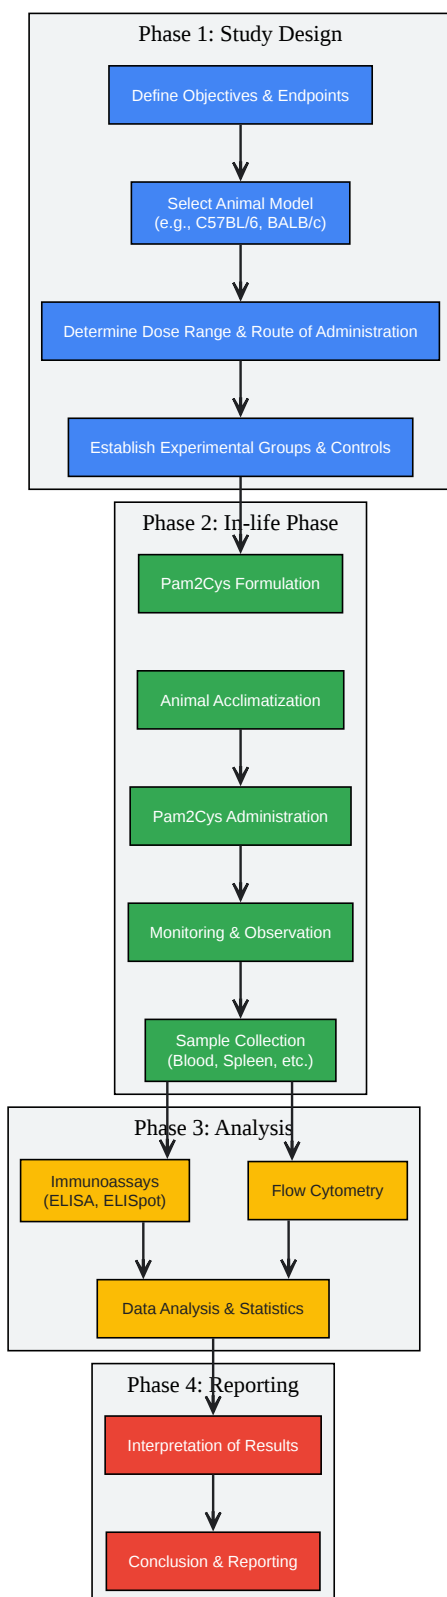 Phase 1: Study Design
Define Objectives & Endpoints
Select Animal Model
(e.g., C57BL/6, BALB/c)
Determine Dose Range & Route of Administration
Establish Experimental Groups & Controls
Phase 2: In-life Phase
Pam2Cys Formulation
Animal Acclimatization
Pam2Cys Administration
Monitoring & Observation
Sample Collection
(Blood, Spleen, etc.)
Phase 3: Analysis
Immunoassays
(ELISA, ELISpot)
Flow Cytometry
Data Analysis & Statistics
Phase 4: Reporting
Interpretation of Results
Conclusion & Reporting